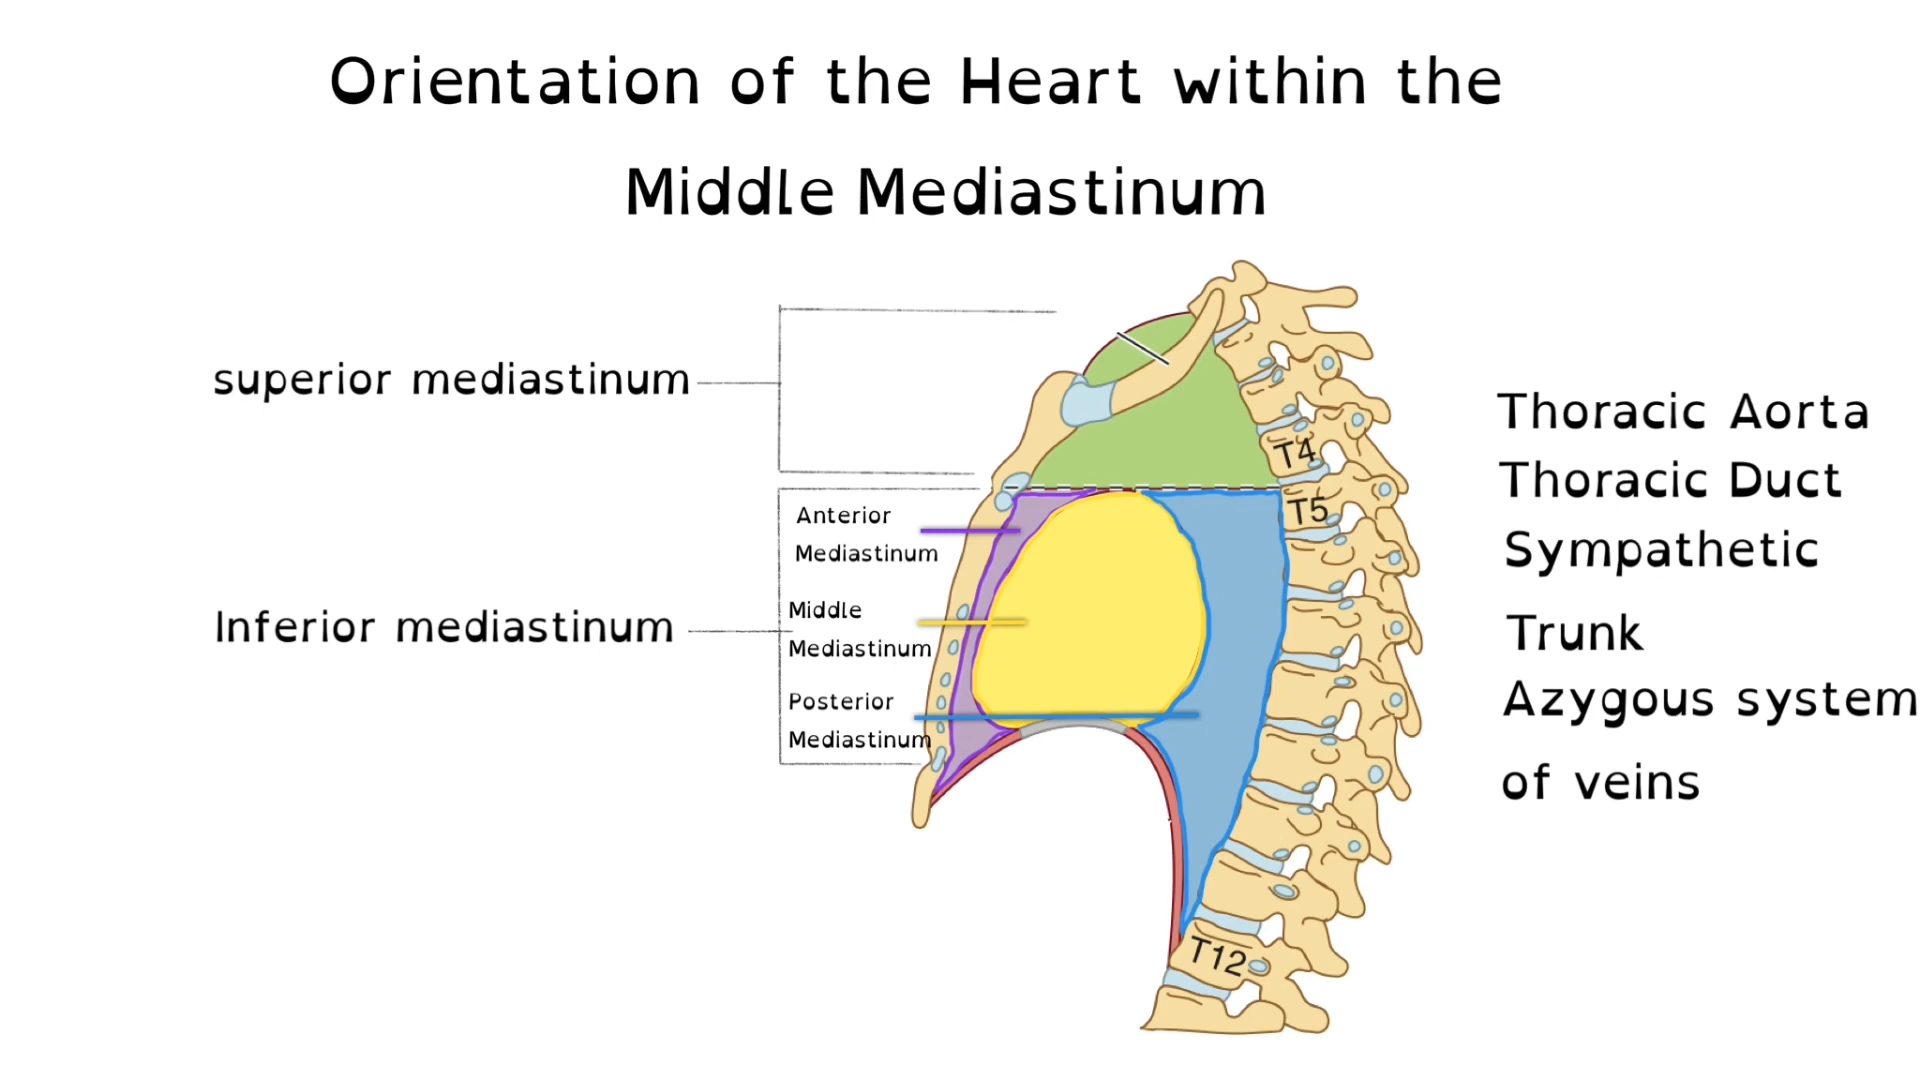 Orientation of the Heart within the
Middle Mediastinum
superior mediastinum
Inferior mediastinum
Anterior
Mediastinum
Middle
Mediastinum
Posterior
Mediastinum
T4
T5
T12
Thoracic Aorta
Thoracic Duct
Sympathetic
Trunk
Azygous system
of veins